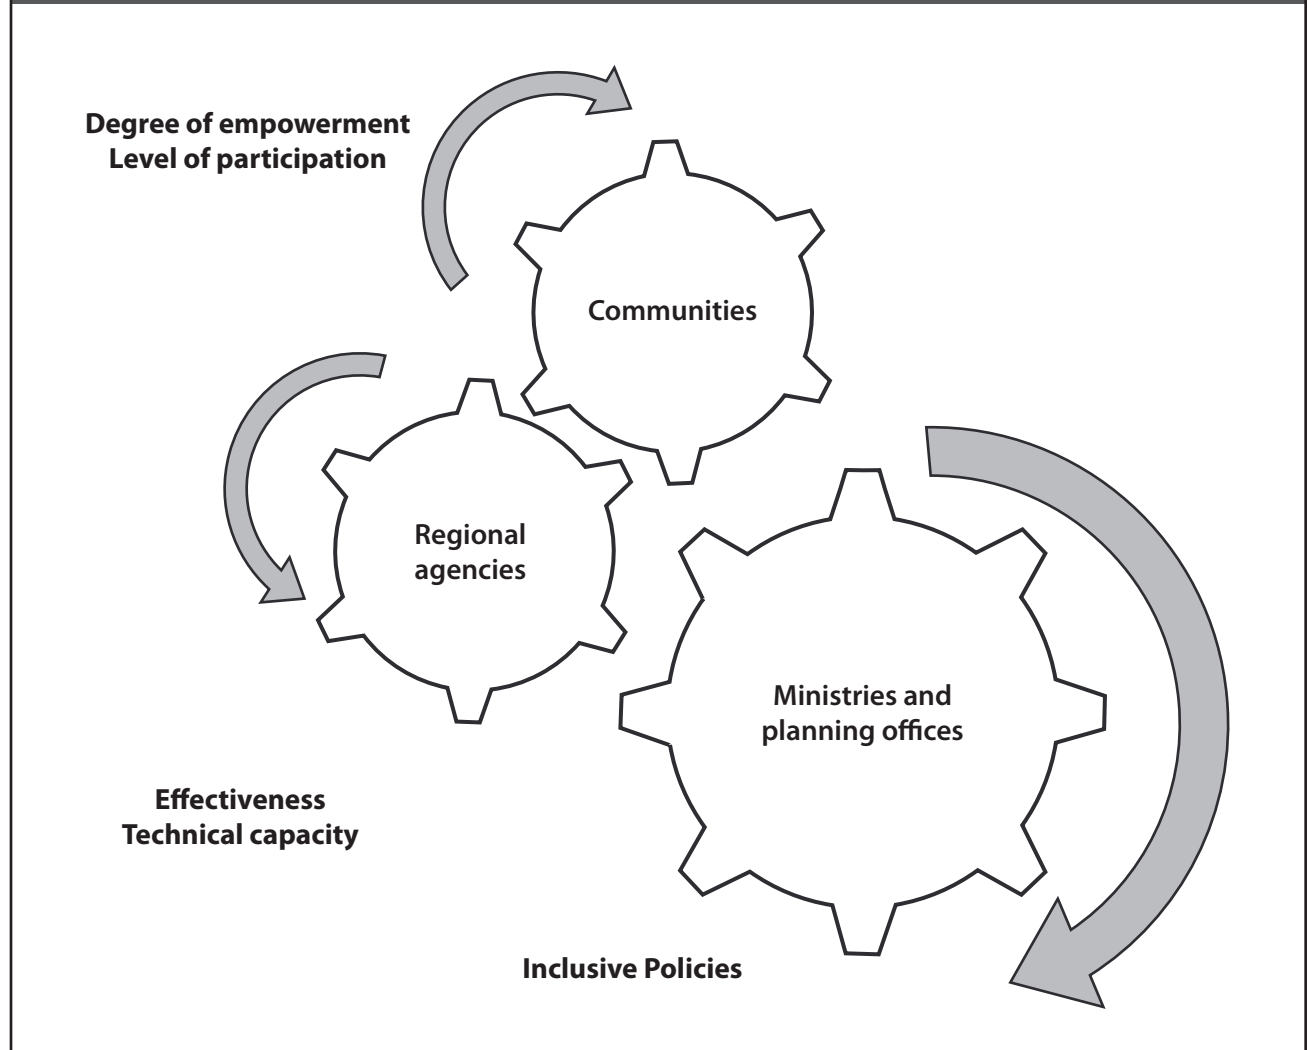 Degree of empowerment
Level of participation
Communities
Regional
agencies
Ministries and
planning offices
Effectiveness
Technical capacity
Inclusive Policies